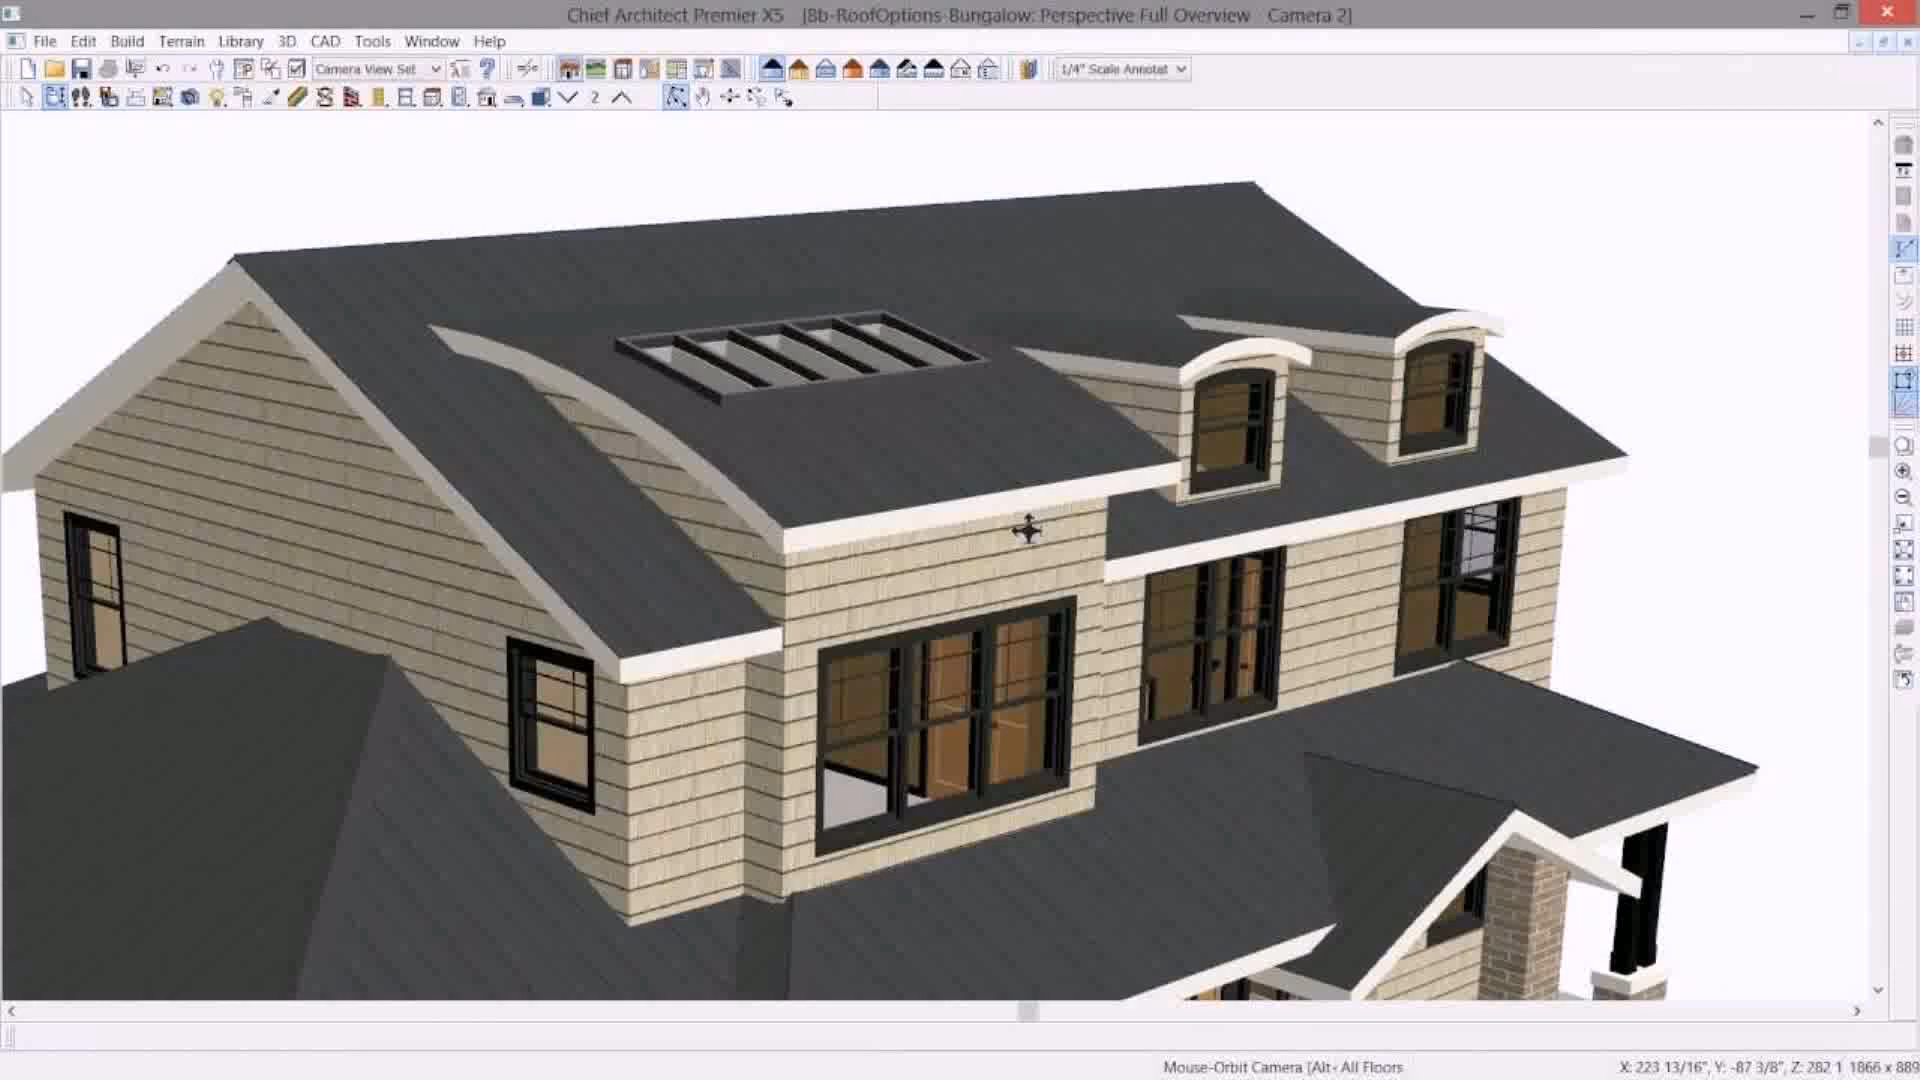 Chief Architect Premier X5 [8b-RoofOptions-Bungalow: Perspective Full Overview Camera 2]
File Edit Build Terrain Library 3D CAD Tools Window Help
Camera View Set
1/4" Scale Annotat
2
Mouse-Orbit Camera (Alt- All Floors
X: 223 13/16", Y: -87 3/8", Z: 282 1 1866 x 889